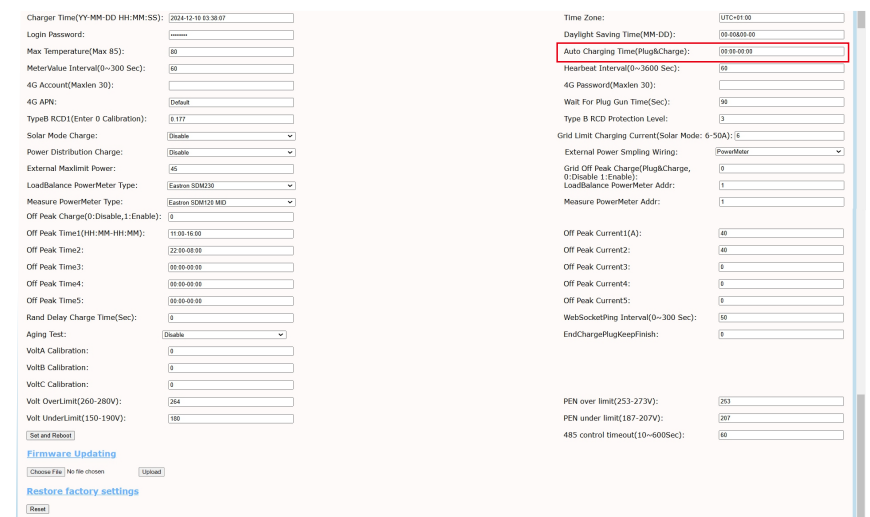 Charger Time(YY-MM-DD HH:MM:SS): 2024-12-10 03:38:07 Time Zone: UTC+01:00
Login Password: •••••••• Daylight Saving Time(MM-DD): 00-00&00-00
Max Temperature(Max 85): 80 Auto Charging Time(Plug&Charge): 00:00-00:00
MeterValue Interval(0~300 Sec): 60 Hearbeat Interval(0~3600 Sec): 60
4G Account(Maxlen 30): 4G Password(Maxlen 30):
4G APN: Default Wait For Plug Gun Time(Sec): 90
TypeB RCD1(Enter 0 Calibration): 0.177 Type B RCD Protection Level: 3
Solar Mode Charge: Disable Grid Limit Charging Current(Solar Mode: 6-50A): 6
Power Distribution Charge: Disable External Power Smpling Wiring: PowerMeter
External Maxlimit Power: 45 Grid Off Peak Charge(Plug&Charge, 0
0:Disable 1:Enable):
LoadBalance PowerMeter Type: Eastron SDM230 LoadBalance PowerMeter Addr: 1
Measure PowerMeter Type: Eastron SDM120 MID Measure PowerMeter Addr: 1
Off Peak Charge(0:Disable,1:Enable): 0
Off Peak Time1(HH:MM-HH:MM): 11:00-16:00 Off Peak Current1(A): 40
Off Peak Time2: 22:00-08:00 Off Peak Current2: 40
Off Peak Time3: 00:00-00:00 Off Peak Current3: 0
Off Peak Time4: 00:00-00:00 Off Peak Current4: 0
Off Peak Time5: 00:00-00:00 Off Peak Current5: 0
Rand Delay Charge Time(Sec): 0 WebSocketPing Interval(0~300 Sec): 50
Aging Test: Disable EndChargePlugKeepFinish: 0
VoltA Calibration: 0
VoltB Calibration: 0
VoltC Calibration: 0
Volt OverLimit(260-280V): 264 PEN over limit(253-273V): 253
Volt UnderLimit(150-190V): 180 PEN under limit(187-207V): 207
Set and Reboot 485 control timeout(10~600Sec): 60
Firmware Updating
Choose File No file chosen Upload
Restore factory settings
Reset